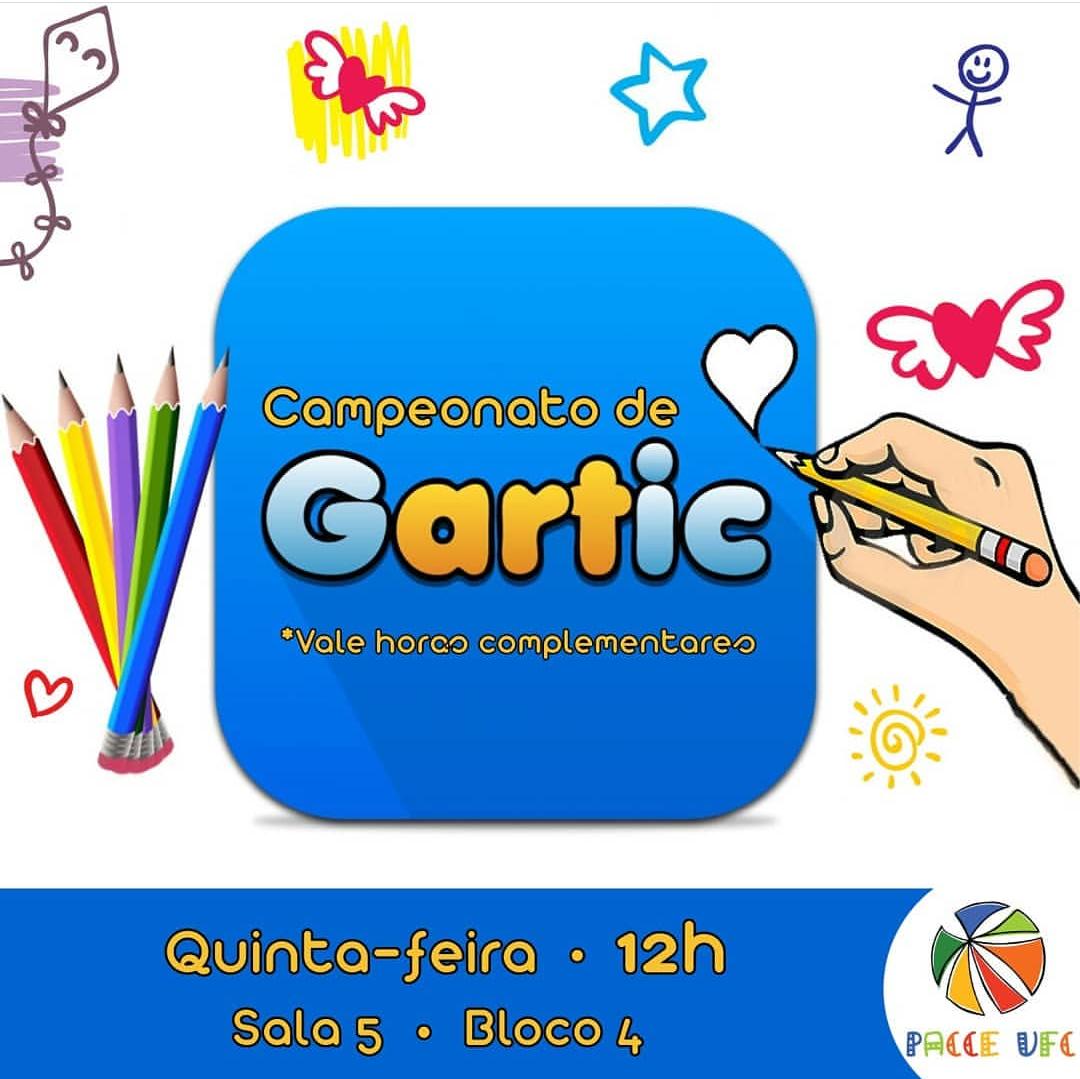 Campeonato de
Gartic
*Vale horas complementares
Quinta-feira • 12h
Sala 5 • Bloco 4
PACCE UFC